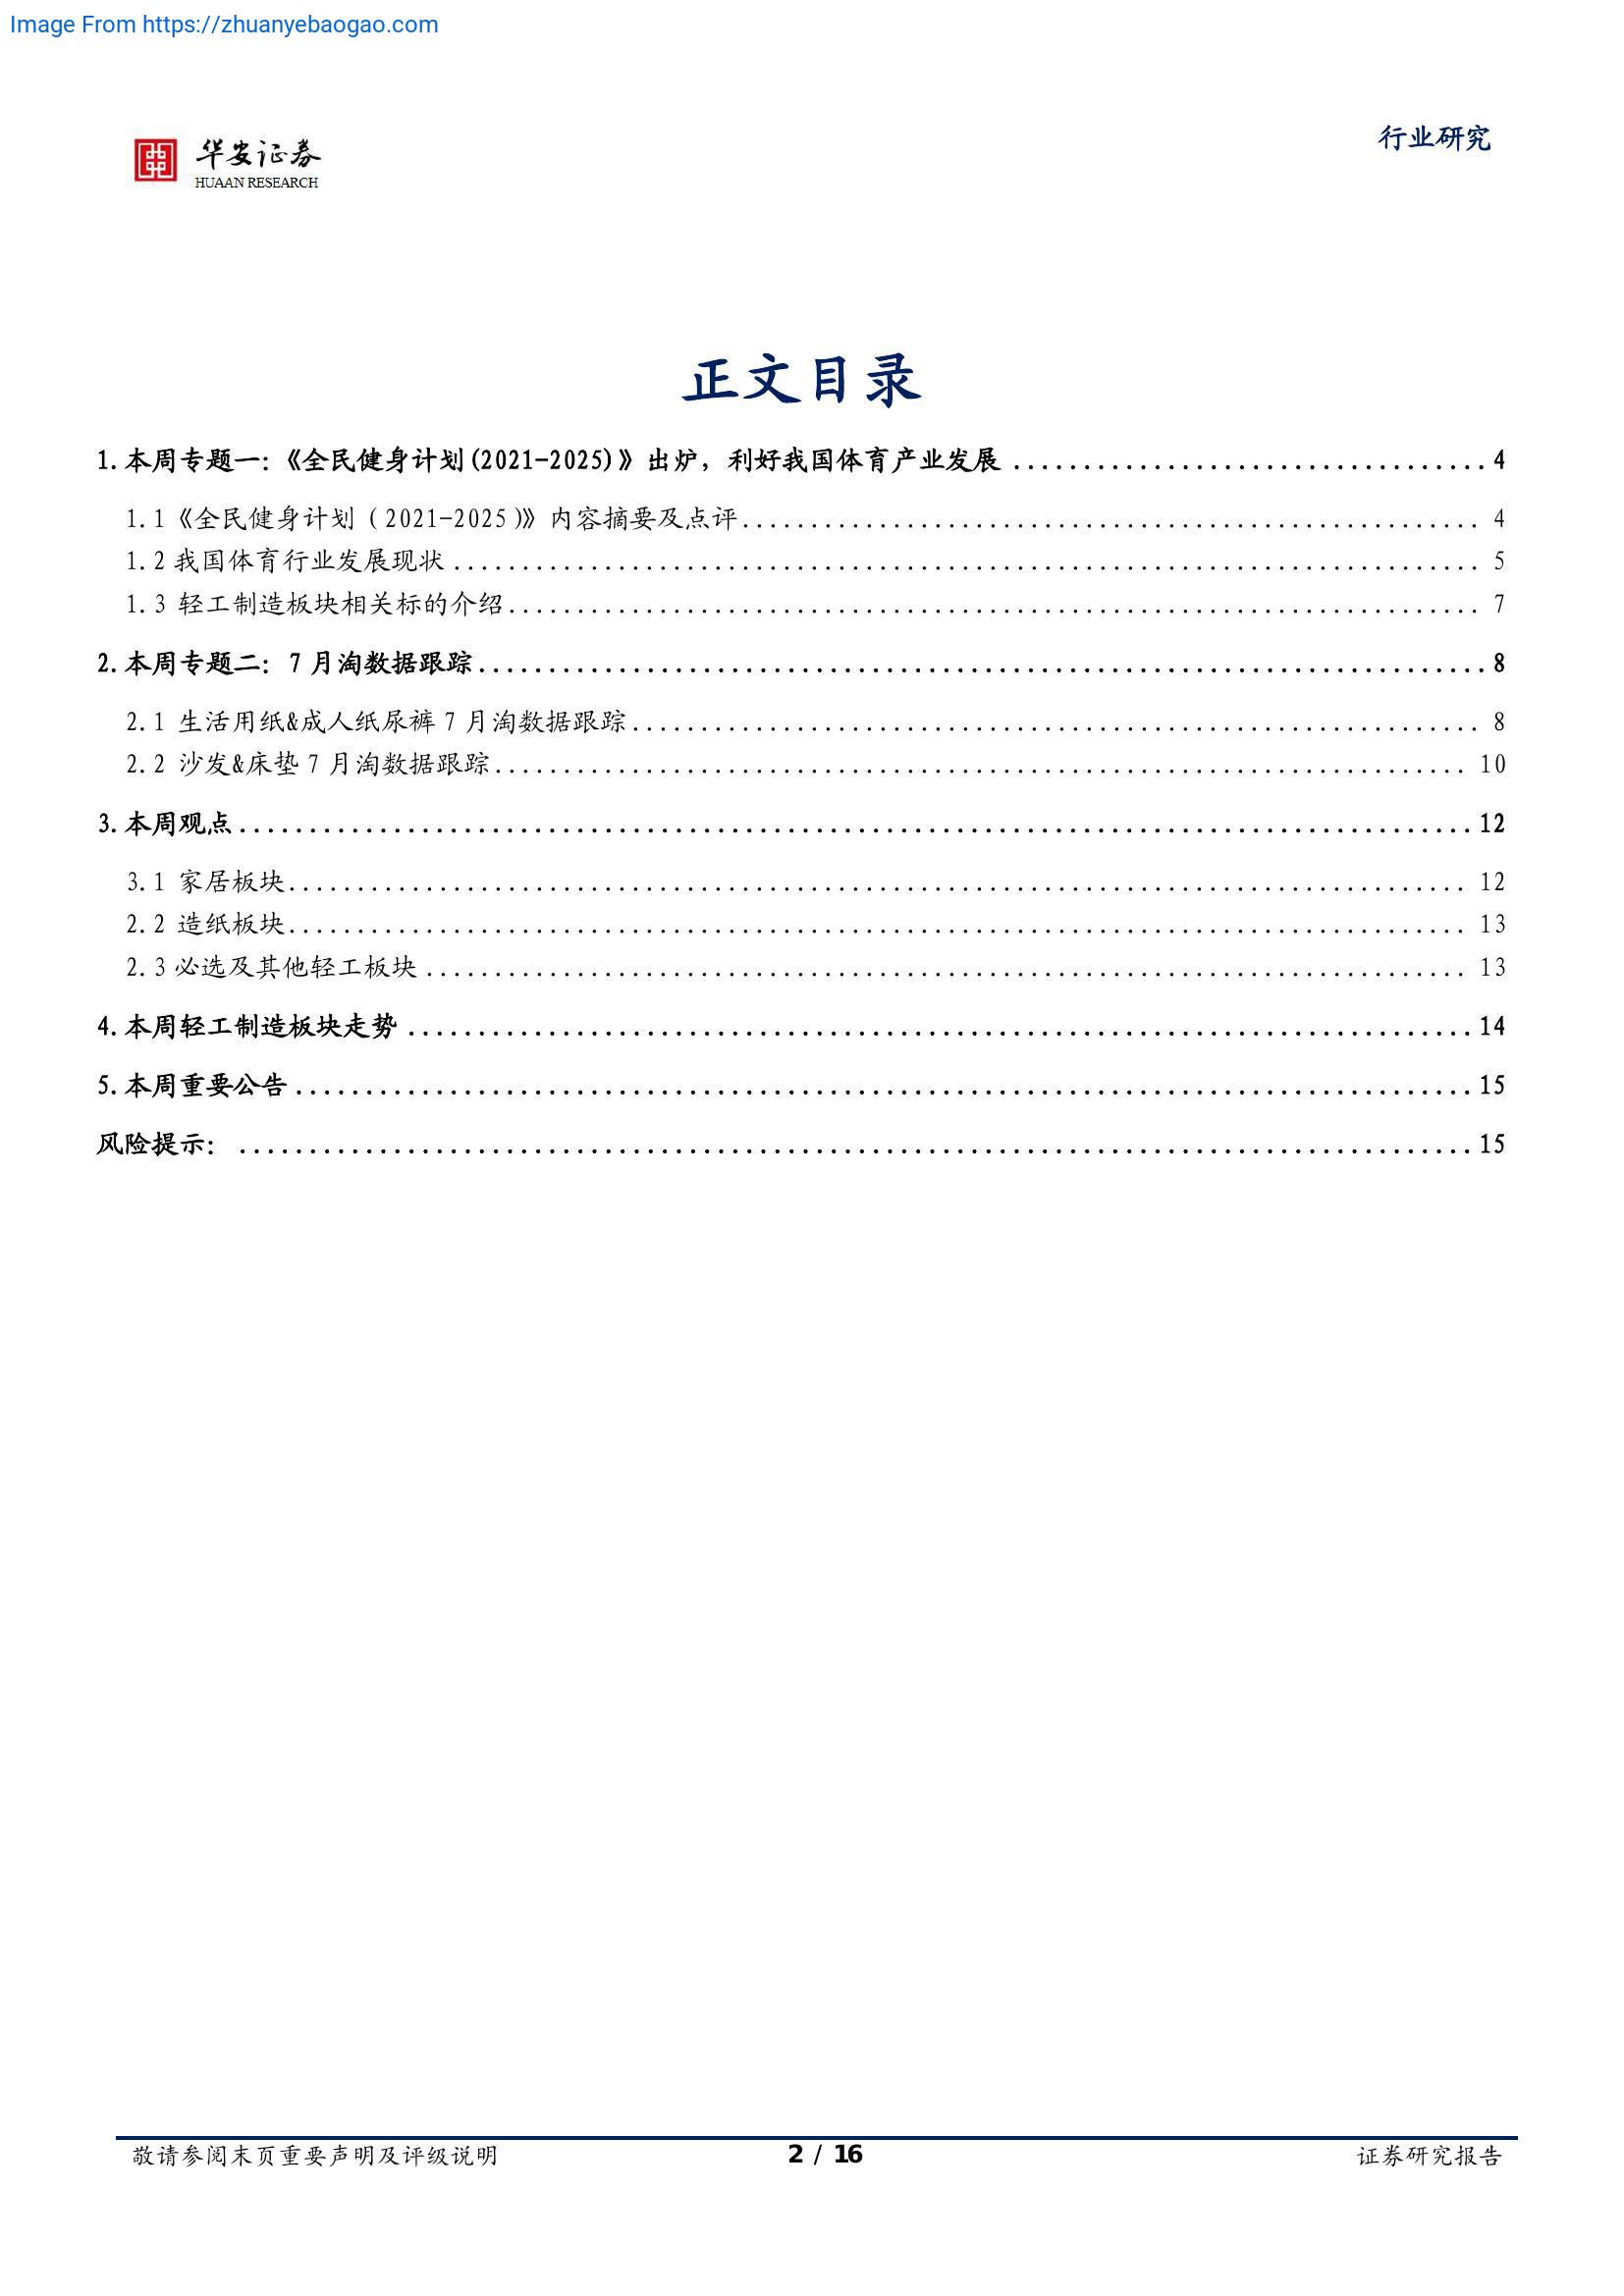 Image From https://zhuanyebaogao.com
华安证券
HUAAN RESEARCH
行业研究
正文目录
1.本周专题一:《全民健身计划(2021-2025)》出炉，利好我国体育产业发展 .................................. 4
1.1《全民健身计划（2021-2025）》内容摘要及点评...................................................... 4
1.2 我国体育行业发展现状 ........................................................................... 5
1.3 轻工制造板块相关标的介绍....................................................................... 7
2.本周专题二：7 月淘数据跟踪........................................................................ 8
2.1 生活用纸&成人纸尿裤 7 月淘数据跟踪.............................................................. 8
2.2 沙发&床垫 7 月淘数据跟踪....................................................................... 10
3.本周观点........................................................................................ 12
3.1 家居板块...................................................................................... 12
2.2 造纸板块...................................................................................... 13
2.3 必选及其他轻工板块 ............................................................................ 13
4.本周轻工制造板块走势 ............................................................................ 14
5.本周重要公告 .................................................................................... 15
风险提示： ........................................................................................ 15
敬请参阅末页重要声明及评级说明
2 / 16
证券研究报告